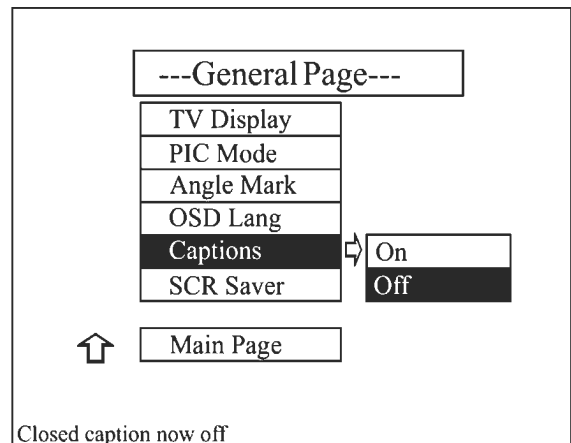 ---General Page---
TV Display
PIC Mode
Angle Mark
OSD Lang
Captions
On
Off
SCR Saver
Main Page
Closed caption now off